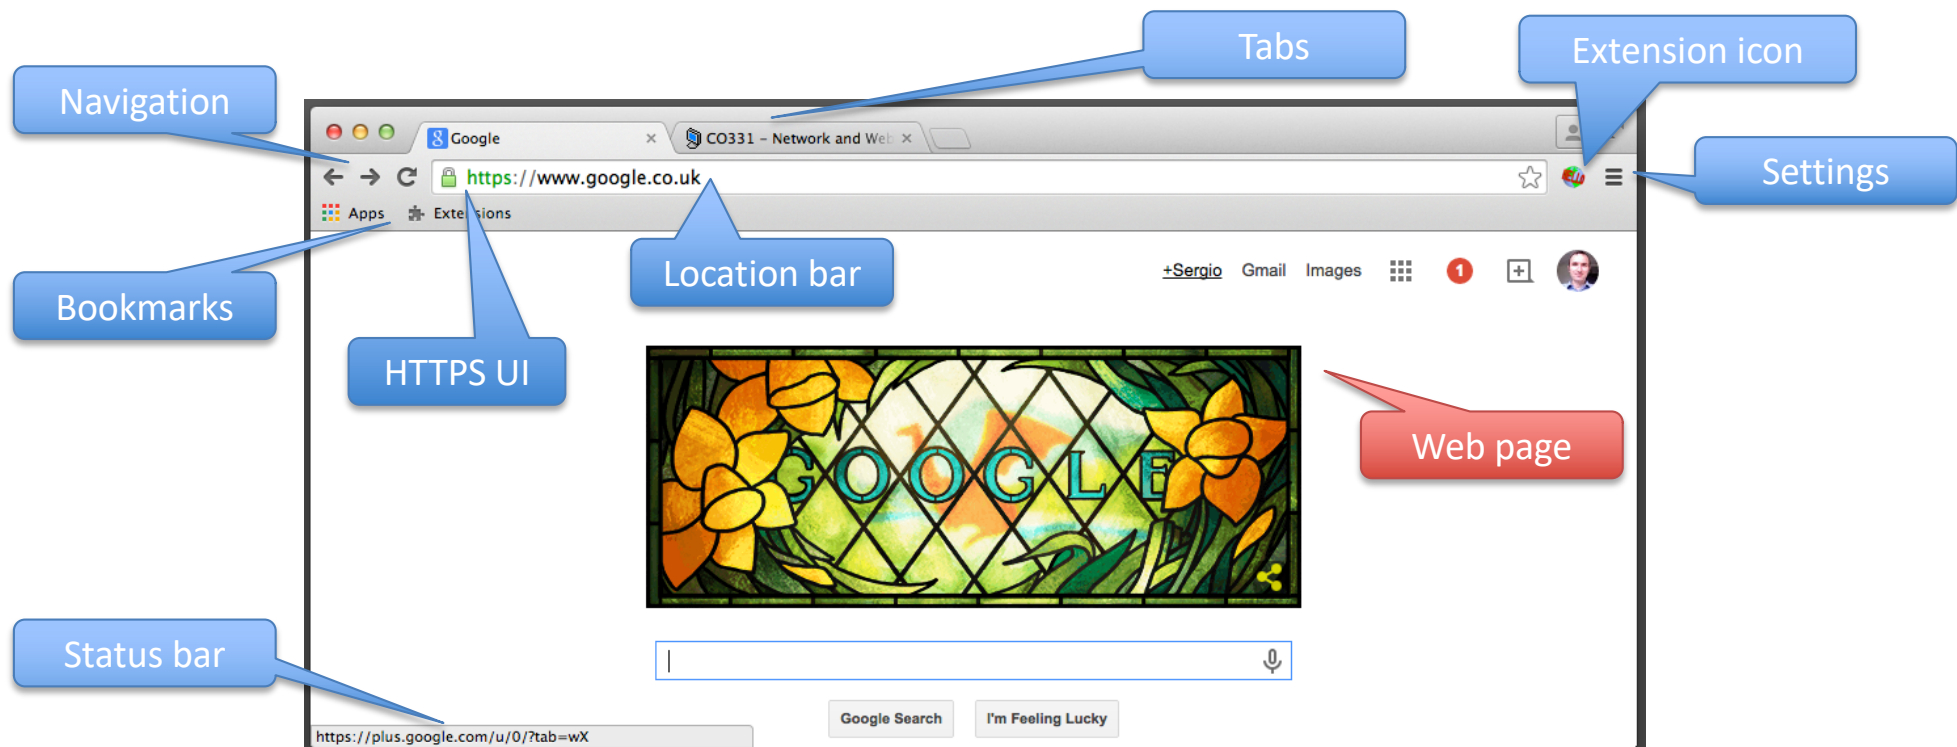 Tabs
Extension icon
Navigation
Google
CO331 – Network and Web
https://www.google.co.uk
Settings
Apps
Extensions
Location bar
+Sergio Gmail Images
1
Bookmarks
HTTPS UI
Web page
GOOGLE
Status bar
Google Search
I'm Feeling Lucky
https://plus.google.com/u/0/?tab=wX